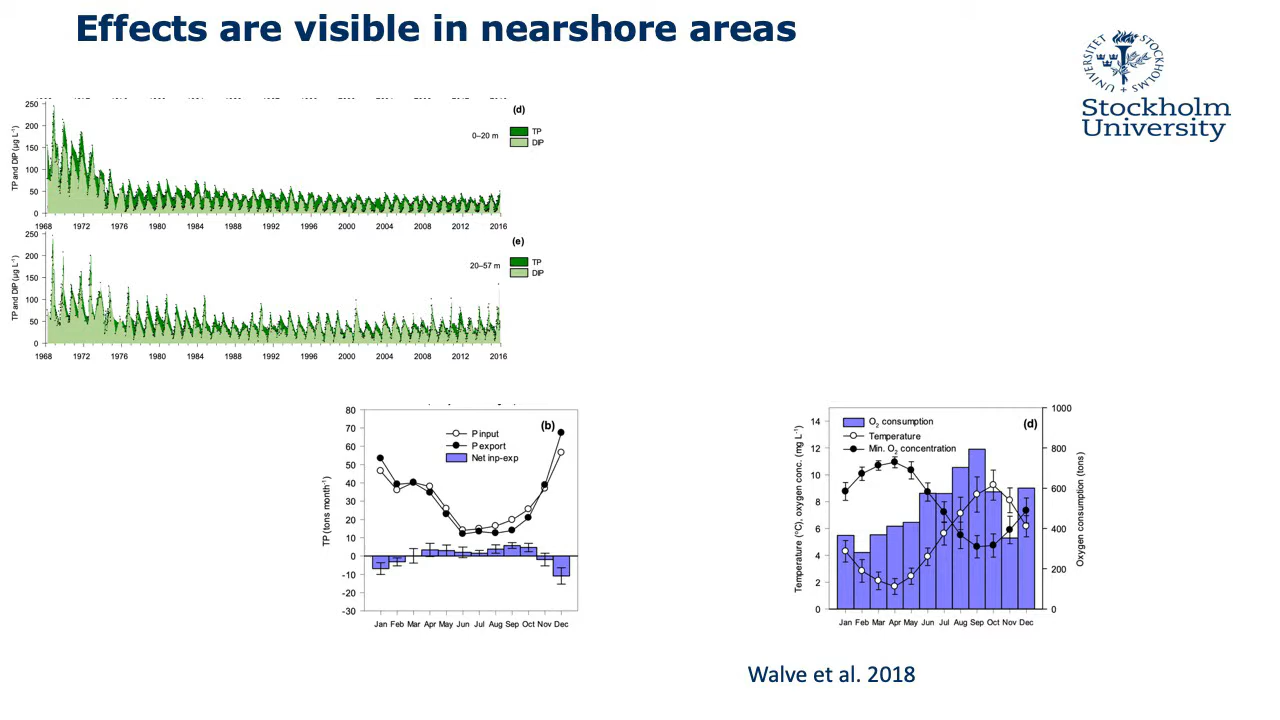 Effects are visible in nearshore areas
UNIVERSITET STOCKHOLMS
Stockholm
University
(d)
0–20 m
TP
DIP
TP and DIP (µg L⁻¹)
250
200
150
100
50
0
1968 1972 1976 1980 1984 1988 1992 1996 2000 2004 2008 2012 2016
(e)
20–57 m
TP
DIP
TP and DIP (µg L⁻¹)
250
200
150
100
50
0
1968 1972 1976 1980 1984 1988 1992 1996 2000 2004 2008 2012 2016
(b)
P input
P export
Net inp-exp
TP (tons month⁻¹)
80
70
60
50
40
30
20
10
0
-10
-20
-30
Jan Feb Mar Apr May Jun Jul Aug Sep Oct Nov Dec
(d)
O₂ consumption
Temperature
Min. O₂ concentration
Temperature (°C), oxygen conc. (mg L⁻¹)
14
12
10
8
6
4
2
0
1000
800
600
400
200
0
Oxygen consumption (tons)
Jan Feb Mar Apr May Jun Jul Aug Sep Oct Nov Dec
Walve et al. 2018